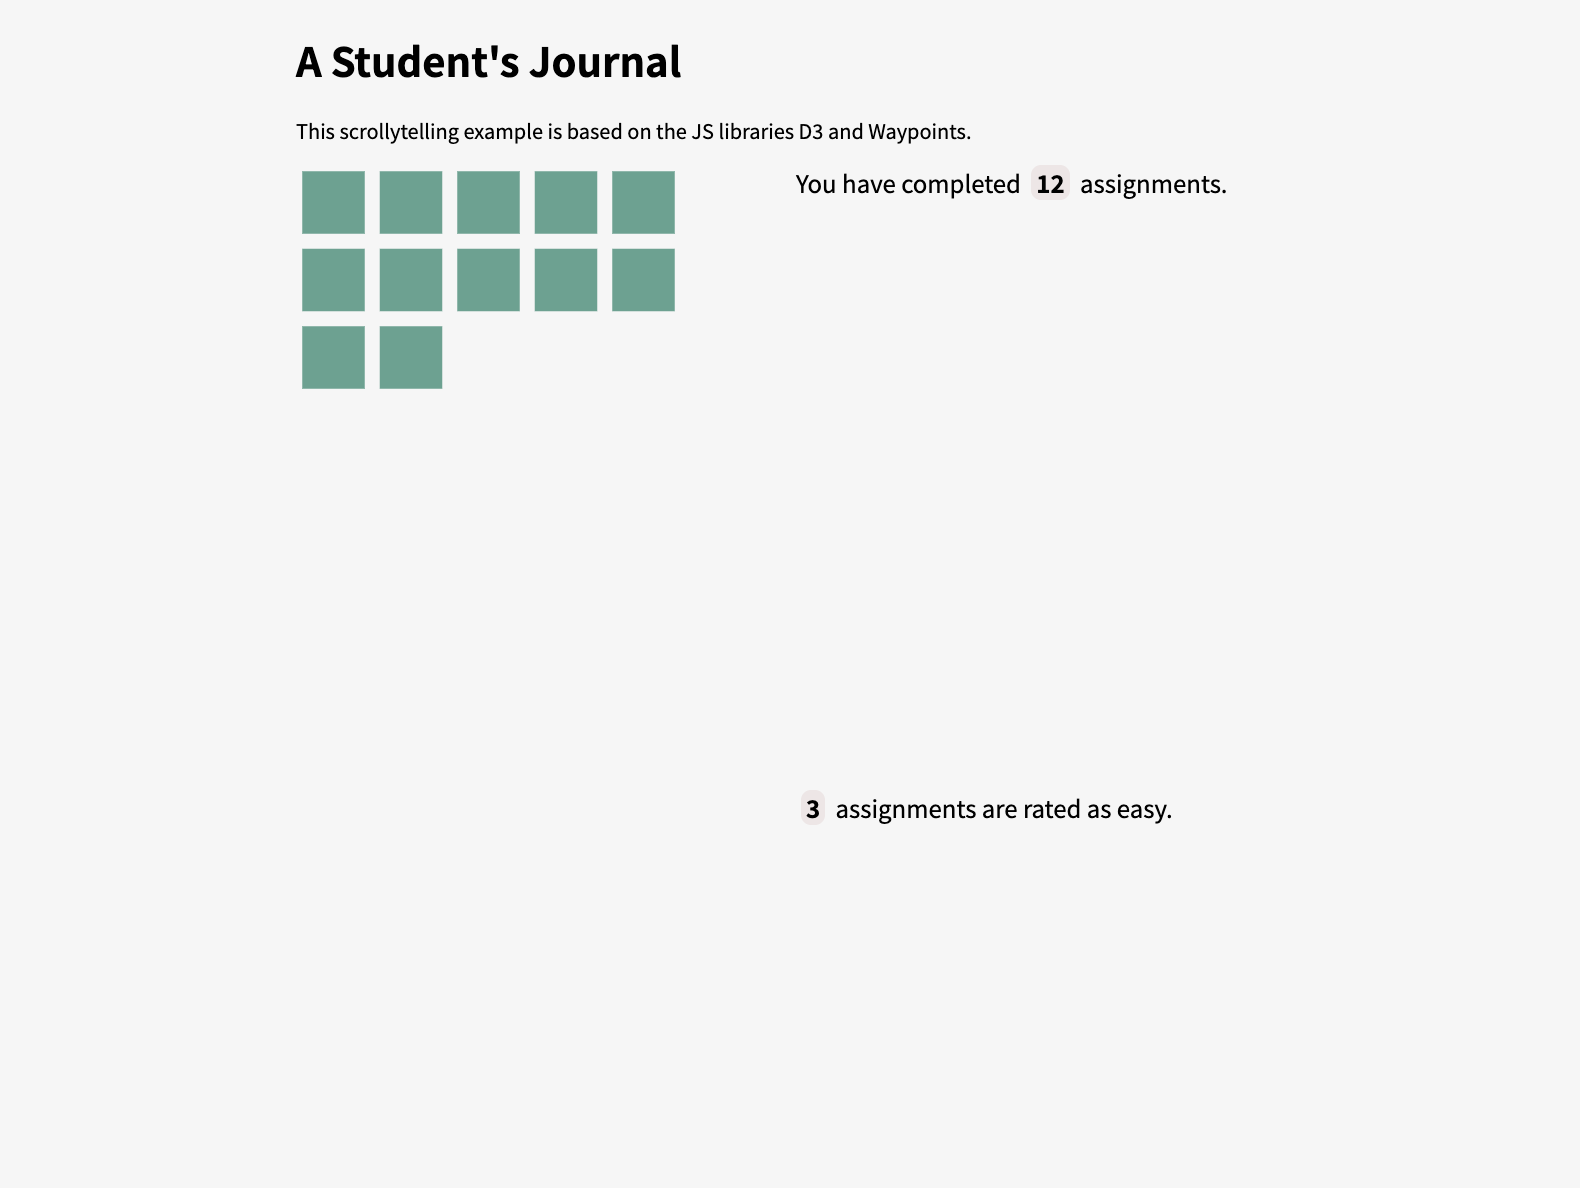 A Student's Journal
This scrollytelling example is based on the JS libraries D3 and Waypoints.
You have completed 12 assignments.
3 assignments are rated as easy.